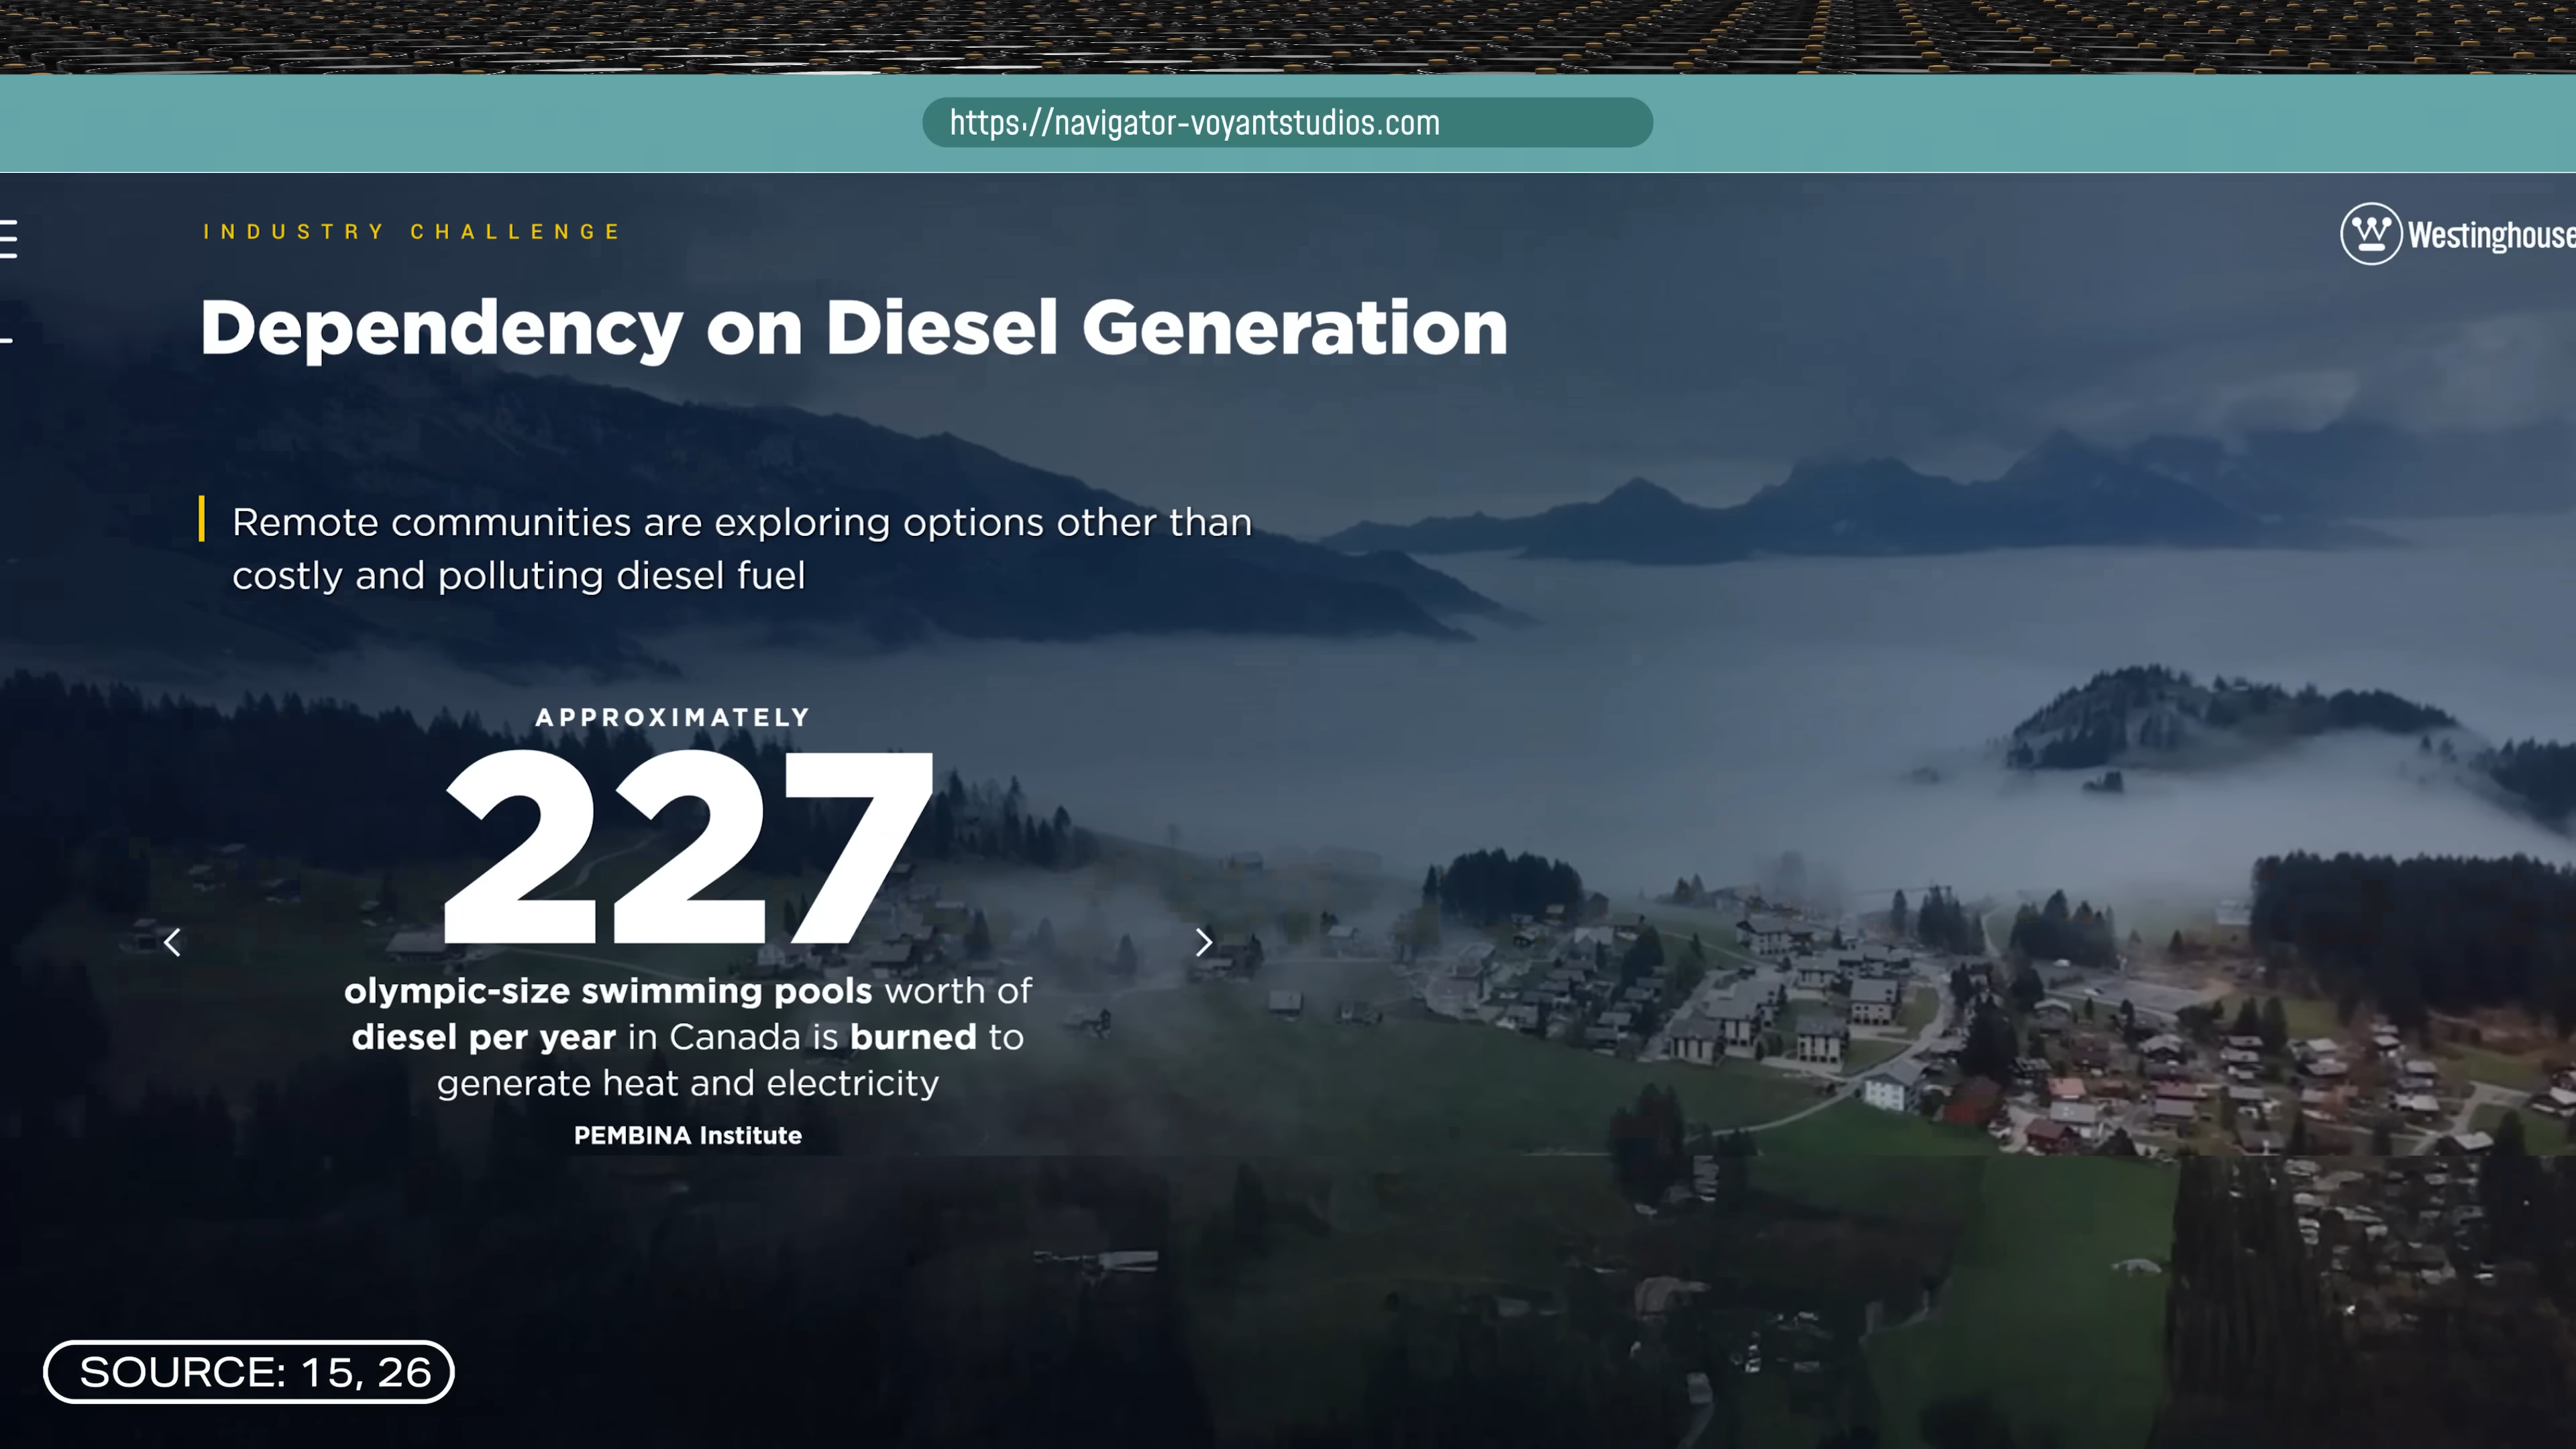 https://navigator-voyantstudios.com
INDUSTRY CHALLENGE
Westinghouse
Dependency on Diesel Generation
Remote communities are exploring options other than
costly and polluting diesel fuel
APPROXIMATELY
227
olympic-size swimming pools worth of
diesel per year in Canada is burned to
generate heat and electricity
PEMBINA Institute
SOURCE: 15, 26